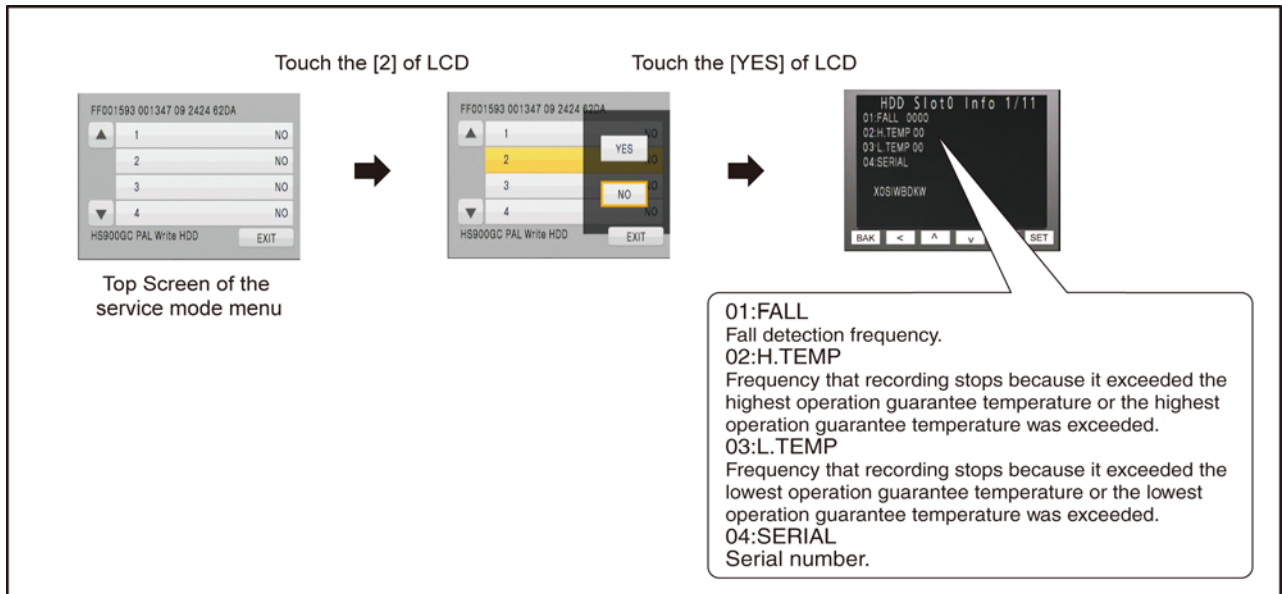 Touch the [2] of LCD
Touch the [YES] of LCD
FF001593 001347 09 2424 62DA
1 NO
2 NO
3 NO
4 NO
HS900GC PAL Write HDD EXIT
Top Screen of the
service mode menu
FF001593 001347 09 2424 62DA
1 NO
YES
2 NO
3 NO
NO
4 NO
HS900GC PAL Write HDD EXIT
HDD Slot0 Info 1/11
01:FALL 0000
02:H.TEMP 00
03:L.TEMP 00
04:SERIAL
X0SIWBDKW
BAK < ^ v SET
01:FALL
Fall detection frequency.
02:H.TEMP
Frequency that recording stops because it exceeded the
highest operation guarantee temperature or the highest
operation guarantee temperature was exceeded.
03:L.TEMP
Frequency that recording stops because it exceeded the
lowest operation guarantee temperature or the lowest
operation guarantee temperature was exceeded.
04:SERIAL
Serial number.